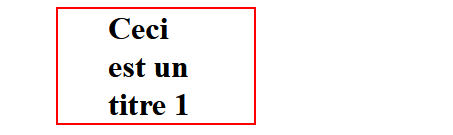 Ceci
est un
titre 1